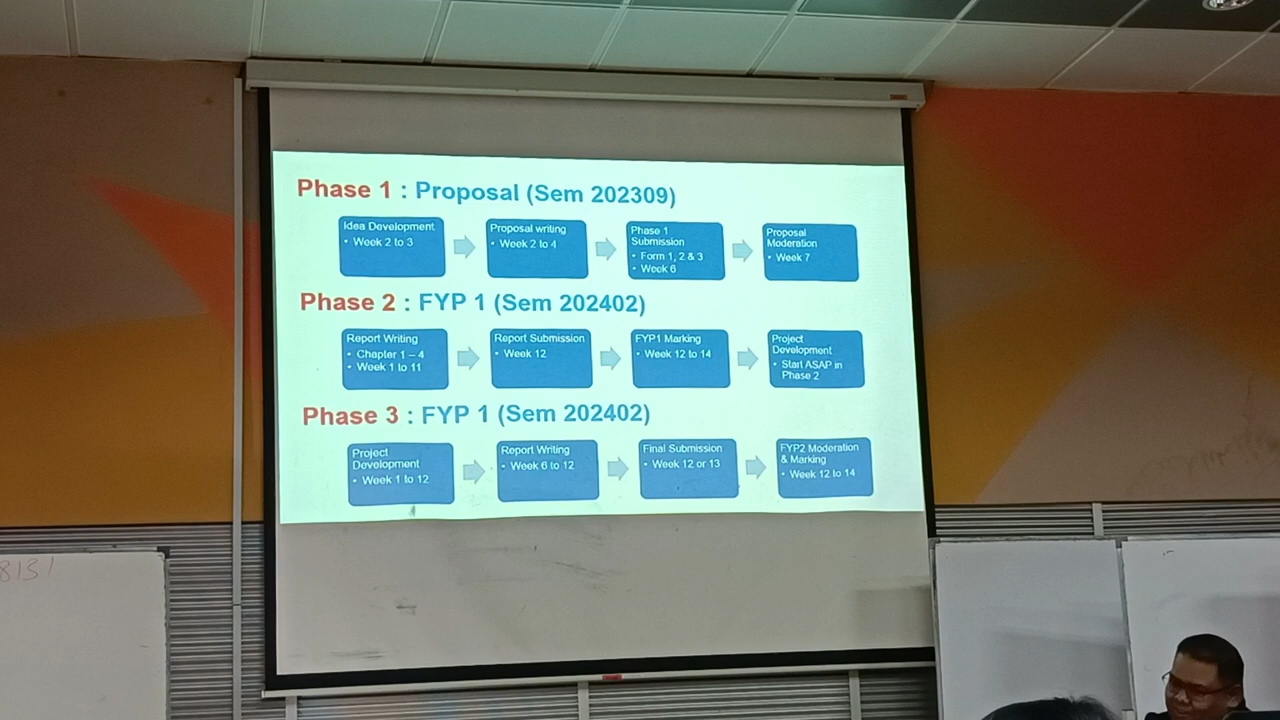 Phase 1 : Proposal (Sem 202309)
Idea Development
• Week 2 to 3
Proposal writing
• Week 2 to 4
Phase 1
Submission
• Form 1, 2 & 3
• Week 6
Proposal
Moderation
• Week 7
Phase 2 : FYP 1 (Sem 202402)
Report Writing
• Chapter 1 – 4
• Week 1 to 11
Report Submission
• Week 12
FYP1 Marking
• Week 12 to 14
Project
Development
• Start ASAP in
Phase 2
Phase 3 : FYP 1 (Sem 202402)
Project
Development
• Week 1 to 12
Report Writing
• Week 6 to 12
Final Submission
• Week 12 or 13
FYP2 Moderation
& Marking
• Week 12 to 14